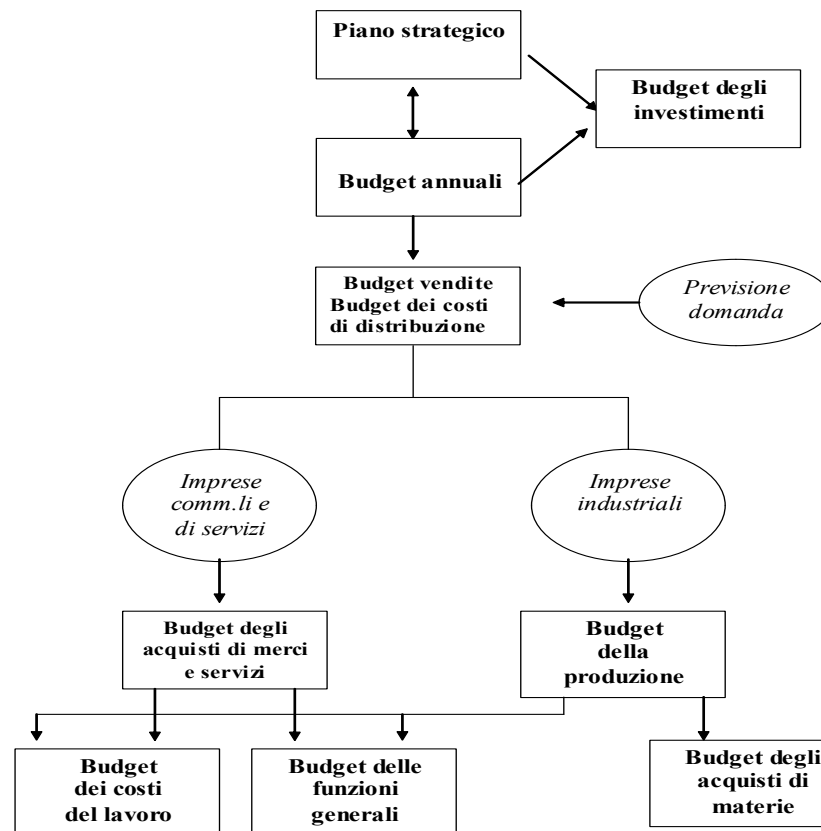 Piano strategico
Budget degli
investimenti
Budget annuali
Budget vendite
Budget dei costi
di distribuzione
Previsione
domanda
Imprese
comm.li e
di servizi
Imprese
industriali
Budget degli
acquisti di merci
e servizi
Budget
della
produzione
Budget
dei costi
del lavoro
Budget delle
funzioni
generali
Budget degli
acquisti di
materie